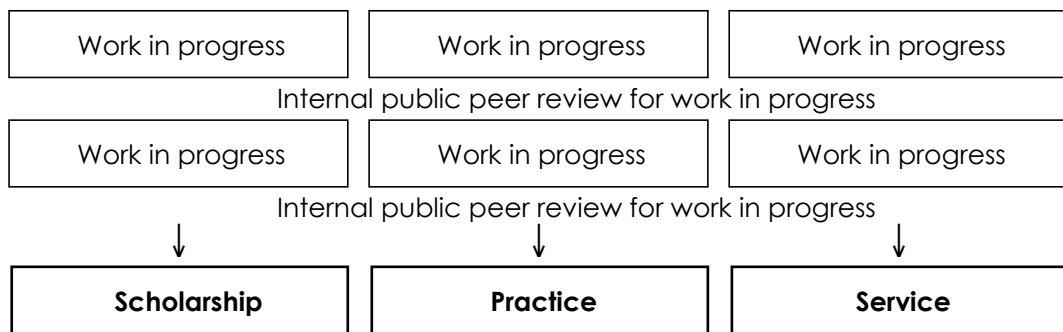 Work in progress Work in progress Work in progress
Internal public peer review for work in progress
Work in progress Work in progress Work in progress
Internal public peer review for work in progress
Scholarship Practice Service